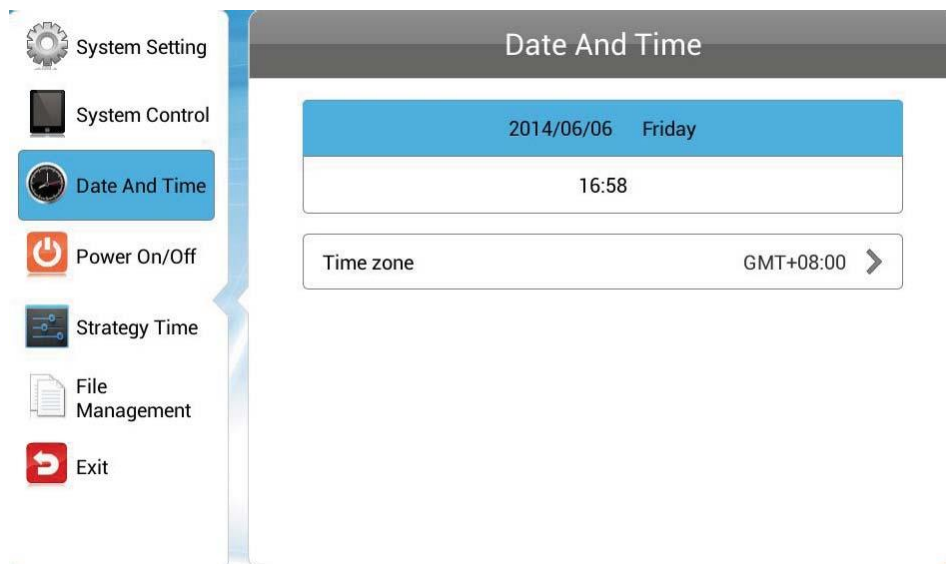 System Setting
System Control
Date And Time
Power On/Off
Strategy Time
File
Management
Exit
Date And Time
2014/06/06 Friday
16:58
Time zone GMT+08:00